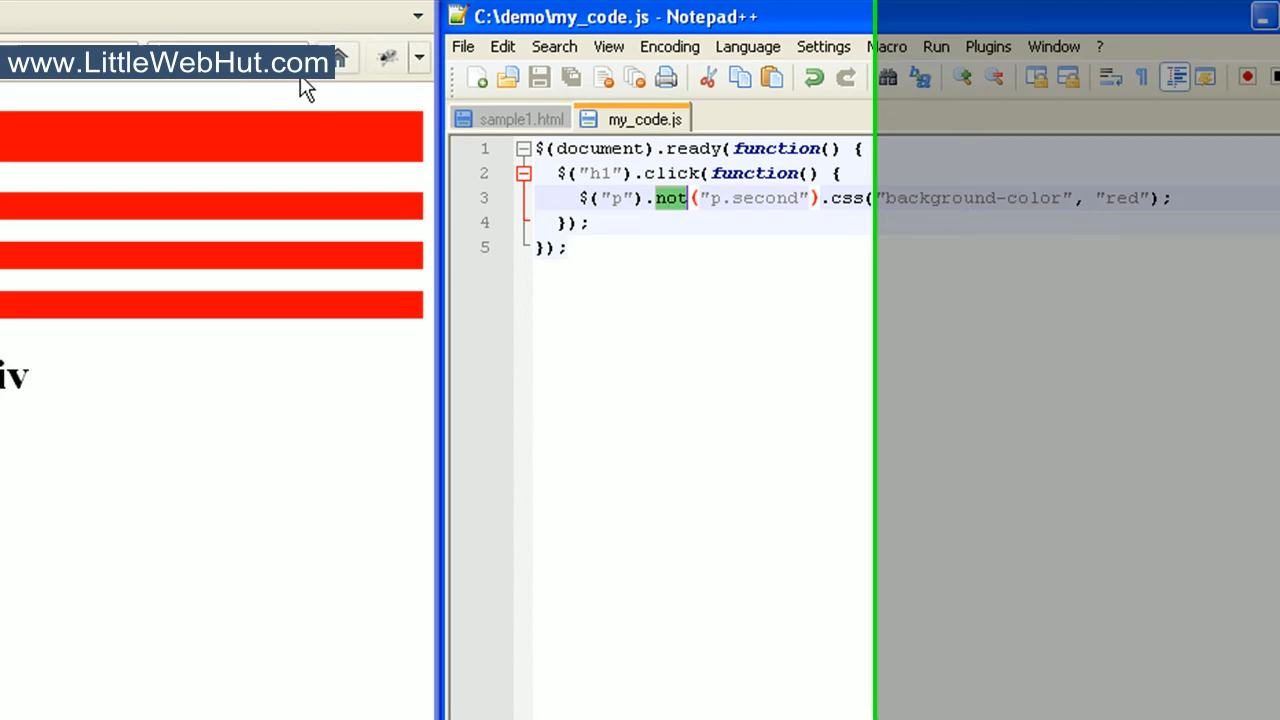 www.LittleWebHut.com
iv
C:\demo\my_code.js - Notepad++
File Edit Search View Encoding Language Settings Macro Run Plugins Window ?
sample1.html my_code.js
1 $(document).ready(function() {
2 $("h1").click(function() {
3 $("p").not("p.second").css("background-color", "red");
4 });
5 });